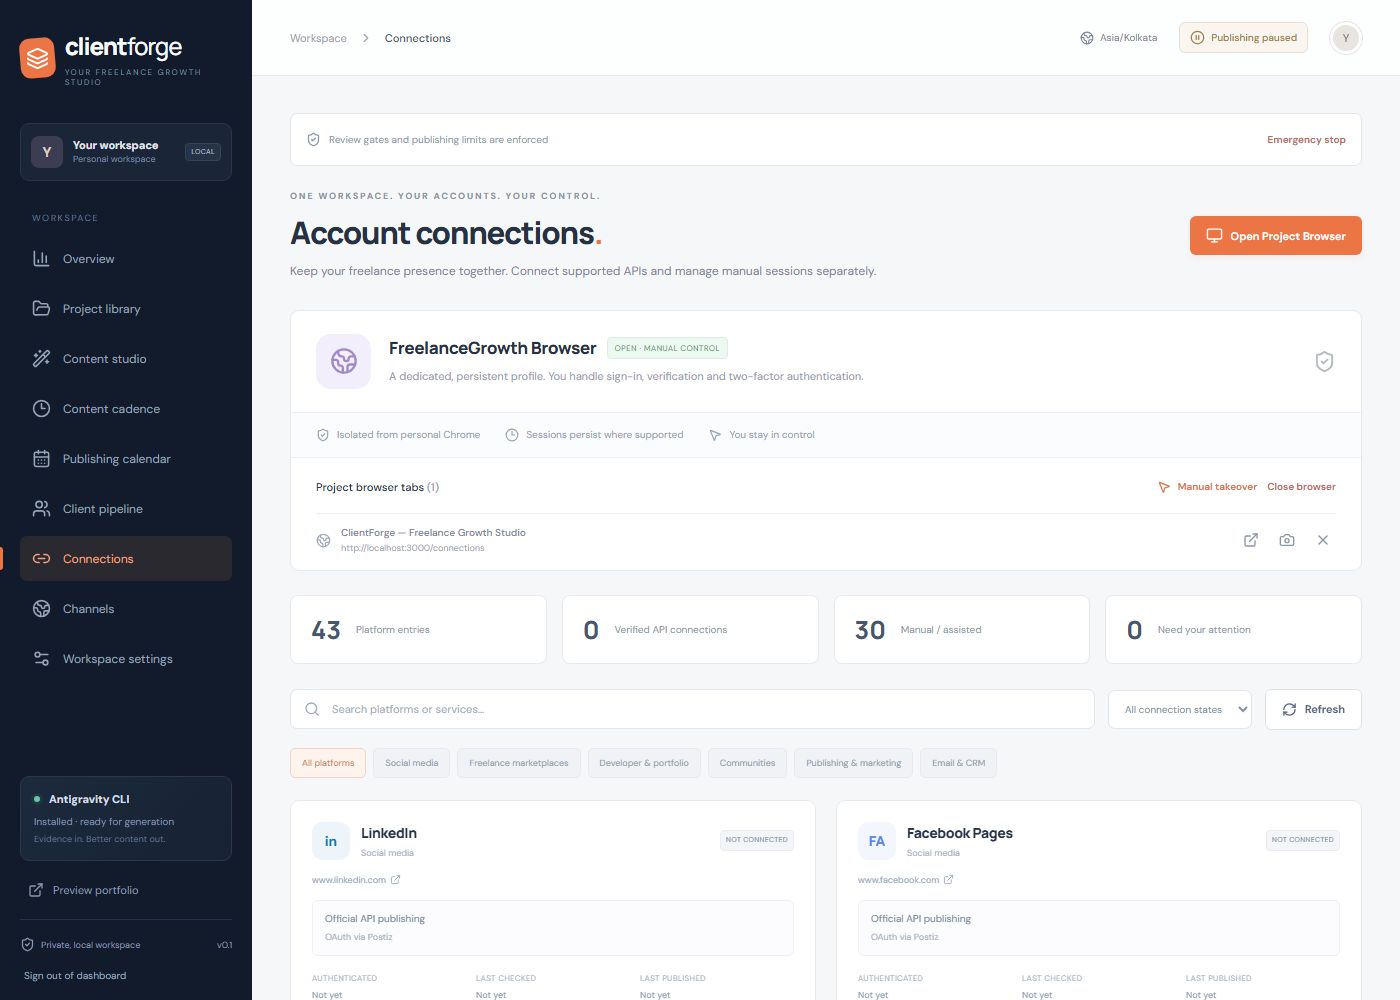 clientforge
YOUR FREELANCE GROWTH
STUDIO
Y
Your workspace
Personal workspace
LOCAL
WORKSPACE
Overview
Project library
Content studio
Content cadence
Publishing calendar
Client pipeline
Connections
Channels
Workspace settings
Antigravity CLI
Installed · ready for generation
Evidence in. Better content out.
Preview portfolio
Private, local workspace
v0.1
Sign out of dashboard
Workspace
Connections
Asia/Kolkata
Publishing paused
Y
Review gates and publishing limits are enforced
Emergency stop
ONE WORKSPACE. YOUR ACCOUNTS. YOUR CONTROL.
Account connections.
Keep your freelance presence together. Connect supported APIs and manage manual sessions separately.
Open Project Browser
FreelanceGrowth Browser
OPEN · MANUAL CONTROL
A dedicated, persistent profile. You handle sign-in, verification and two-factor authentication.
Isolated from personal Chrome
Sessions persist where supported
You stay in control
Project browser tabs (1)
Manual takeover
Close browser
ClientForge — Freelance Growth Studio
http://localhost:3000/connections
43 Platform entries
0 Verified API connections
30 Manual / assisted
0 Need your attention
Search platforms or services...
All connection states
Refresh
All platforms
Social media
Freelance marketplaces
Developer & portfolio
Communities
Publishing & marketing
Email & CRM
in
LinkedIn
Social media
NOT CONNECTED
www.linkedin.com
Official API publishing
OAuth via Postiz
AUTHENTICATED
LAST CHECKED
LAST PUBLISHED
Not yet
Not yet
Not yet
FA
Facebook Pages
Social media
NOT CONNECTED
www.facebook.com
Official API publishing
OAuth via Postiz
AUTHENTICATED
LAST CHECKED
LAST PUBLISHED
Not yet
Not yet
Not yet